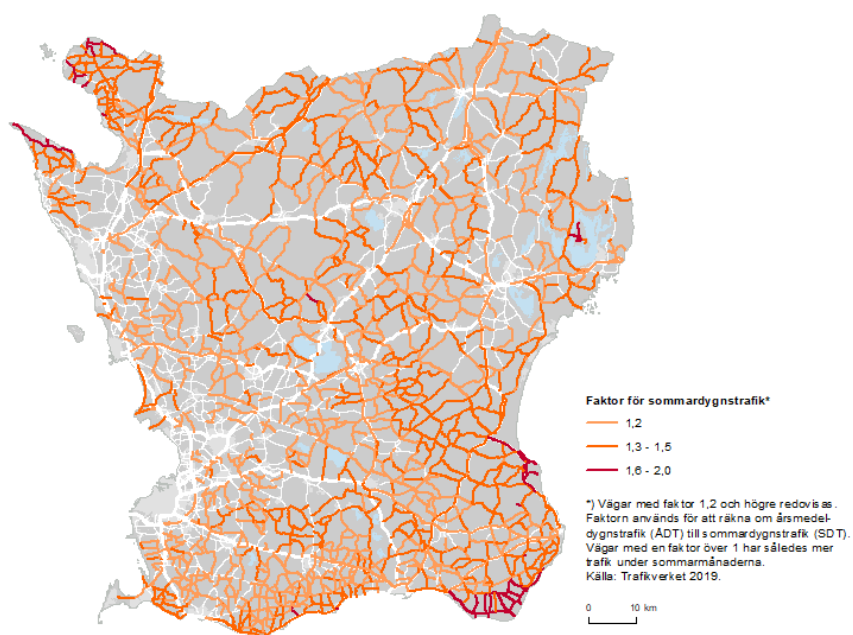 Faktor för sommardygnstrafik*
1,2
1,3 - 1,5
1,6 - 2,0
*) Vägar med faktor 1,2 och högre redovisas.
Faktorn används för att räkna om årsmedel-
dygnstrafik (ÅDT) till sommardygnstrafik (SDT).
Vägar med en faktor över 1 har således mer
trafik under sommarmånaderna.
Källa: Trafikverket 2019.
0 10 km